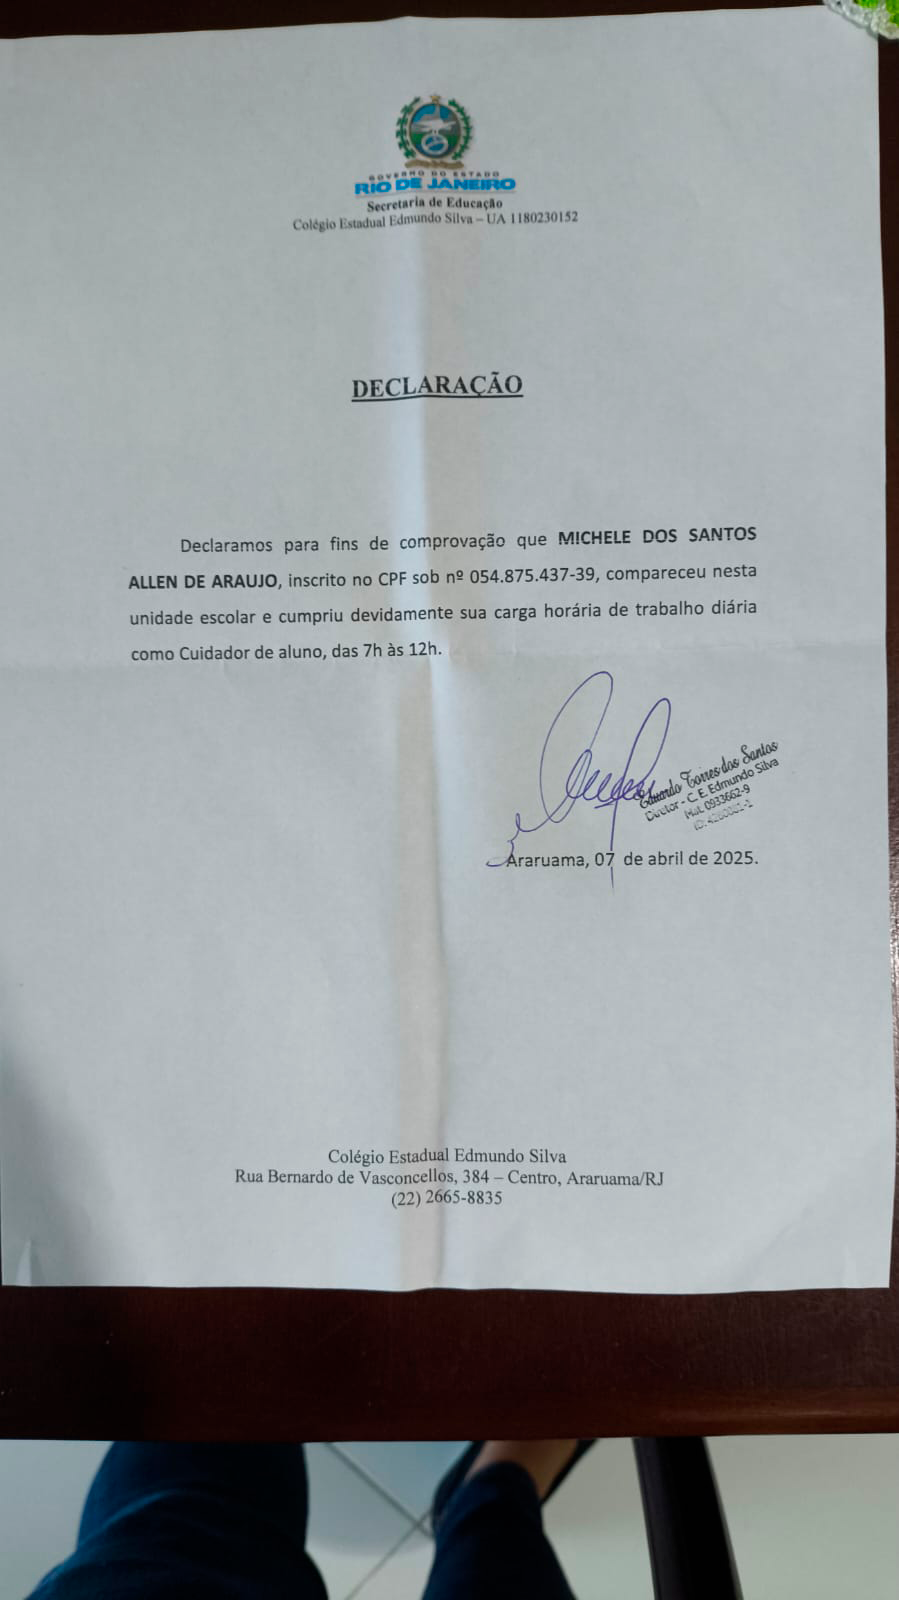 GOVERNO DO ESTADO
RIO DE JANEIRO
Secretaria de Educação
Colégio Estadual Edmundo Silva – UA 1180230152
DECLARAÇÃO
Declaramos para fins de comprovação que MICHELE DOS SANTOS
ALLEN DE ARAUJO, inscrito no CPF sob nº 054.875.437-39, compareceu nesta
unidade escolar e cumpriu devidamente sua carga horária de trabalho diária
como Cuidador de aluno, das 7h às 12h.
Eduardo Torres dos Santos
Diretor - C.E. Edmundo Silva
Mat. 0933662-9
Araruama, 07 de abril de 2025.
Colégio Estadual Edmundo Silva
Rua Bernardo de Vasconcellos, 384 – Centro, Araruama/RJ
(22) 2665-8835